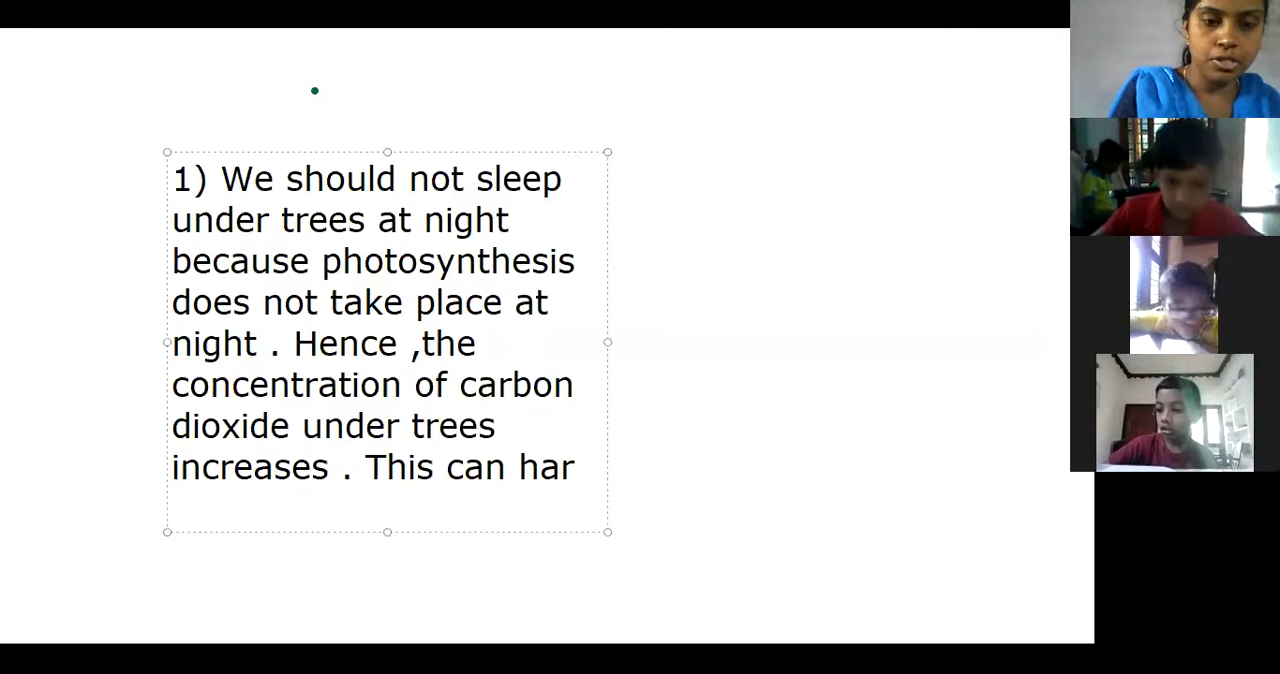 1) We should not sleep
under trees at night
because photosynthesis
does not take place at
night . Hence ,the
concentration of carbon
dioxide under trees
increases . This can har